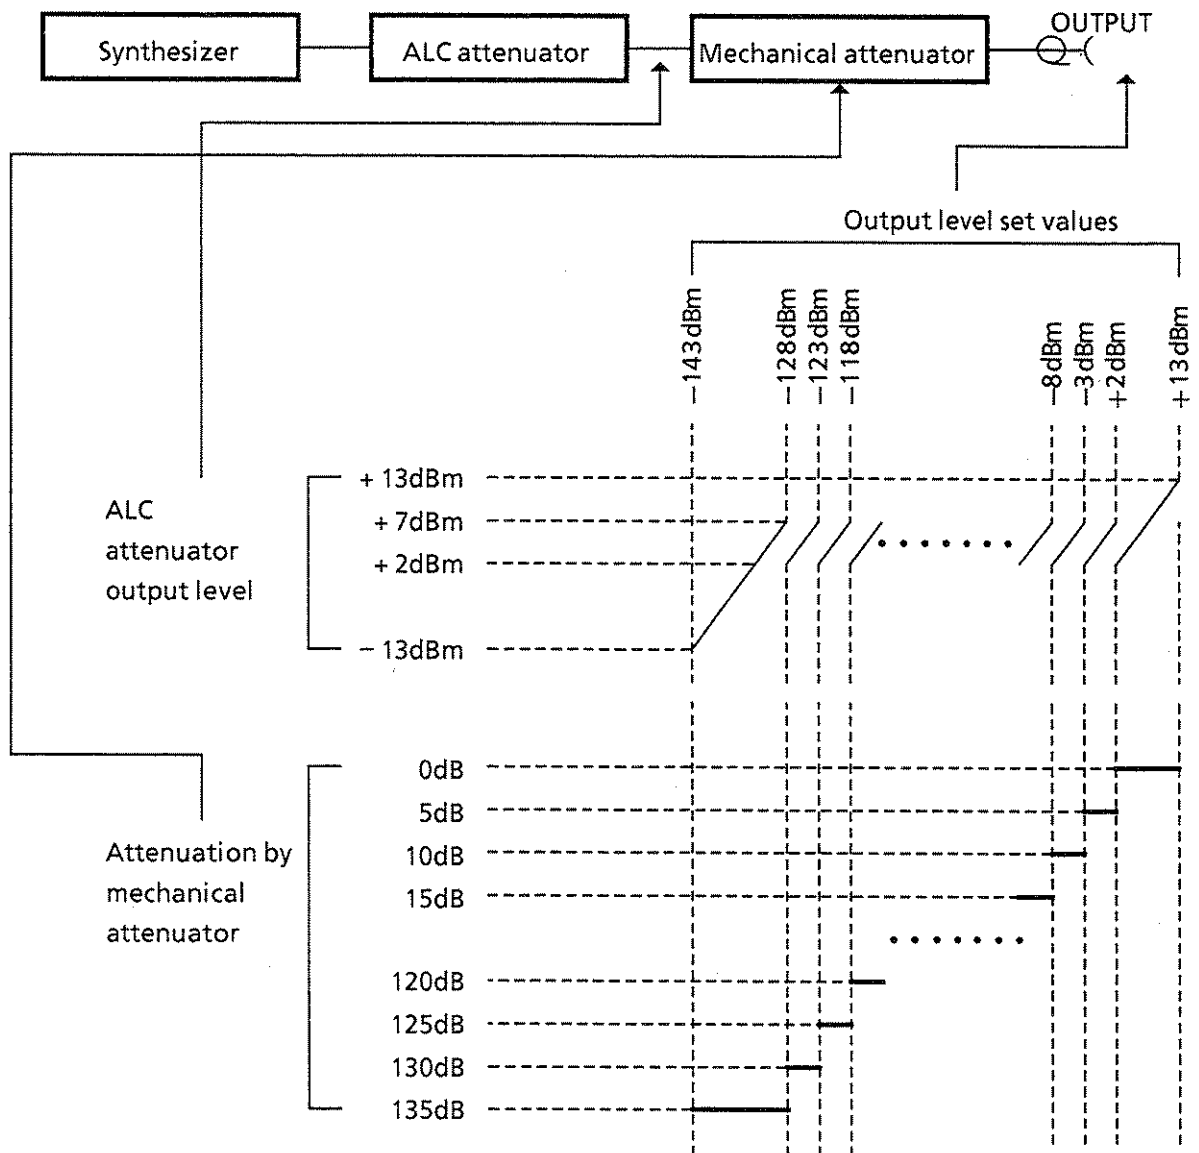 Synthesizer
ALC attenuator
Mechanical attenuator
OUTPUT
Output level set values
−143dBm
−128dBm
−123dBm
−118dBm
−8dBm
−3dBm
+2dBm
+13dBm
ALC
attenuator
output level
+ 13dBm
+ 7dBm
+ 2dBm
− 13dBm
Attenuation by
mechanical
attenuator
0dB
5dB
10dB
15dB
120dB
125dB
130dB
135dB